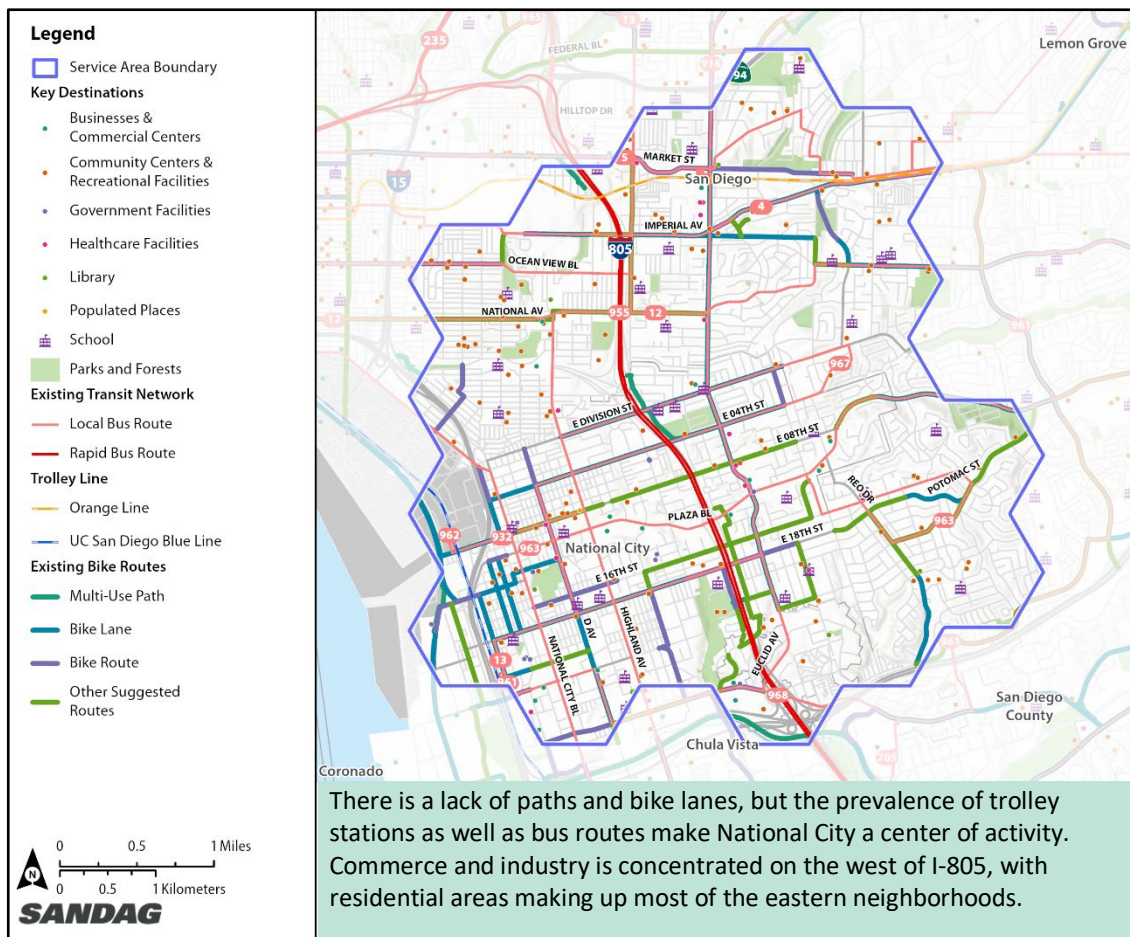 Legend
Service Area Boundary
Key Destinations
Businesses &
Commercial Centers
Community Centers &
Recreational Facilities
Government Facilities
Healthcare Facilities
Library
Populated Places
School
Parks and Forests
Existing Transit Network
Local Bus Route
Rapid Bus Route
Trolley Line
Orange Line
UC San Diego Blue Line
Existing Bike Routes
Multi-Use Path
Bike Lane
Bike Route
Other Suggested
Routes
0 0.5 1 Miles
0 0.5 1 Kilometers
N
SANDAG
965
13
235
FEDERAL BL
916
94
Lemon Grove
HILLTOP DR
15
5
MARKET ST
San Diego
4
IMPERIAL AV
805
OCEAN VIEW BL
NATIONAL AV
955
12
12
961
967
E DIVISION ST
E 04TH ST
E 08TH ST
REO DR
POTOMAC ST
PLAZA BL
963
962
932
963
National City
E 18TH ST
E 16TH ST
HIGHLAND AV
D AV
NATIONAL CITY BL
EUCLID AV
13
961
968
San Diego
County
Chula Vista
705
Coronado
There is a lack of paths and bike lanes, but the prevalence of trolley
stations as well as bus routes make National City a center of activity.
Commerce and industry is concentrated on the west of I-805, with
residential areas making up most of the eastern neighborhoods.